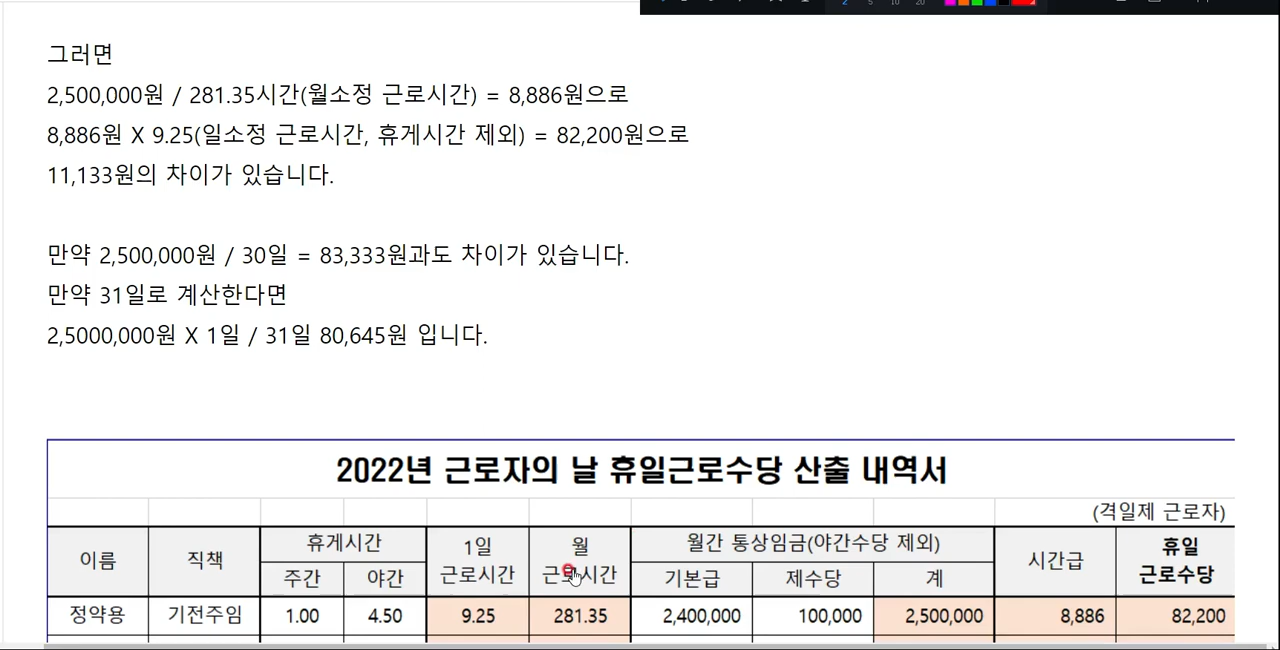 그러면
2,500,000원 / 281.35시간(월소정 근로시간) = 8,886원으로
8,886원 X 9.25(일소정 근로시간, 휴게시간 제외) = 82,200원으로
11,133원의 차이가 있습니다.
만약 2,500,000원 / 30일 = 83,333원과도 차이가 있습니다.
만약 31일로 계산한다면
2,5000,000원 X 1일 / 31일 80,645원 입니다.
2022년 근로자의 날 휴일근로수당 산출 내역서
(격일제 근로자)
이름 직책 휴게시간 1일 근로시간 월 근로시간 월간 통상임금(야간수당 제외) 시간급 휴일 근로수당
주간 야간 기본급 제수당 계
정약용 기전주임 1.00 4.50 9.25 281.35 2,400,000 100,000 2,500,000 8,886 82,200